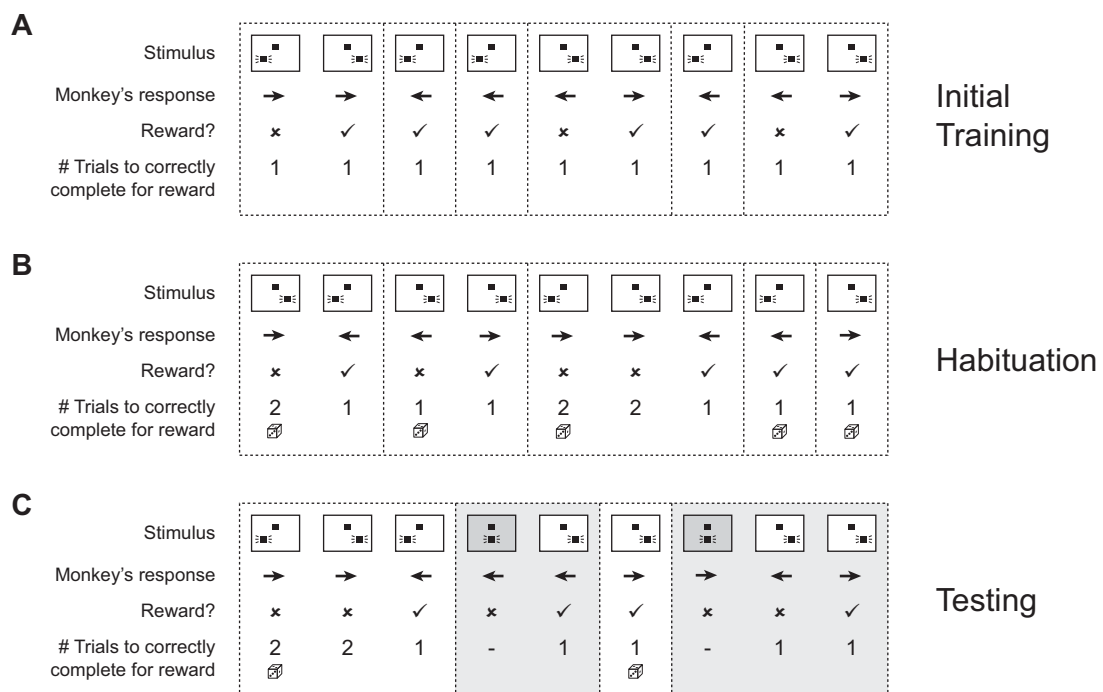 A
Stimulus
Monkey's response
Reward?
# Trials to correctly
complete for reward
1 1 1 1 1 1 1 1 1
Initial
Training
B
Stimulus
Monkey's response
Reward?
# Trials to correctly
complete for reward
2 1 1 1 2 2 1 1 1
Habituation
C
Stimulus
Monkey's response
Reward?
# Trials to correctly
complete for reward
2 2 1 - 1 1 - 1 1
Testing